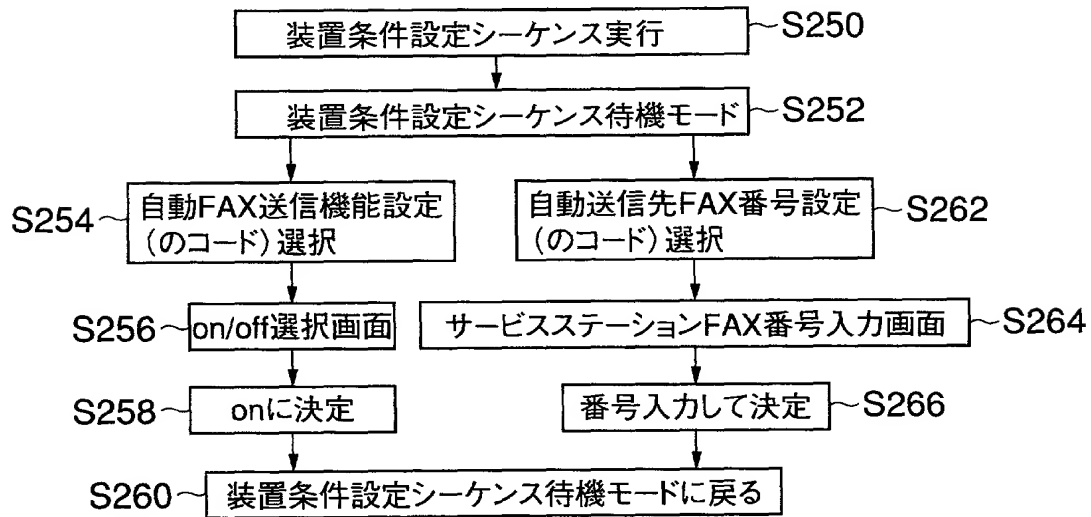 装置条件設定シーケンス実行
S250
装置条件設定シーケンス待機モード
S252
S254
自動FAX送信機能設定
(のコード)選択
自動送信先FAX番号設定
(のコード)選択
S262
S256
on/off選択画面
サービスステーションFAX番号入力画面
S264
S258
onに決定
番号入力して決定
S266
S260
装置条件設定シーケンス待機モードに戻る